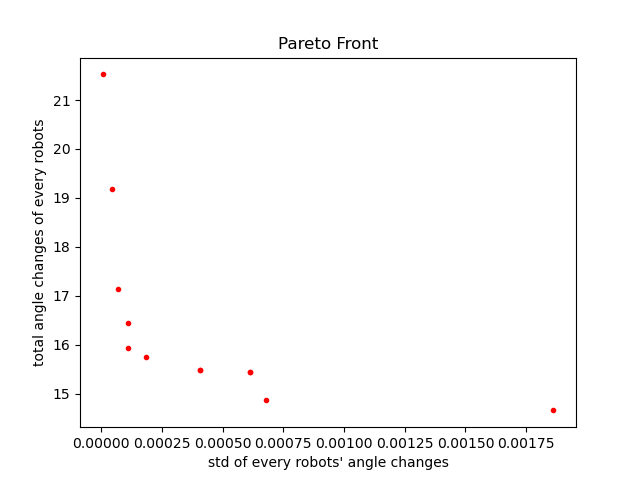 Pareto Front
total angle changes of every robots
21
20
19
18
17
16
15
0.00000 0.00025 0.00050 0.00075 0.00100 0.00125 0.00150 0.00175
std of every robots' angle changes